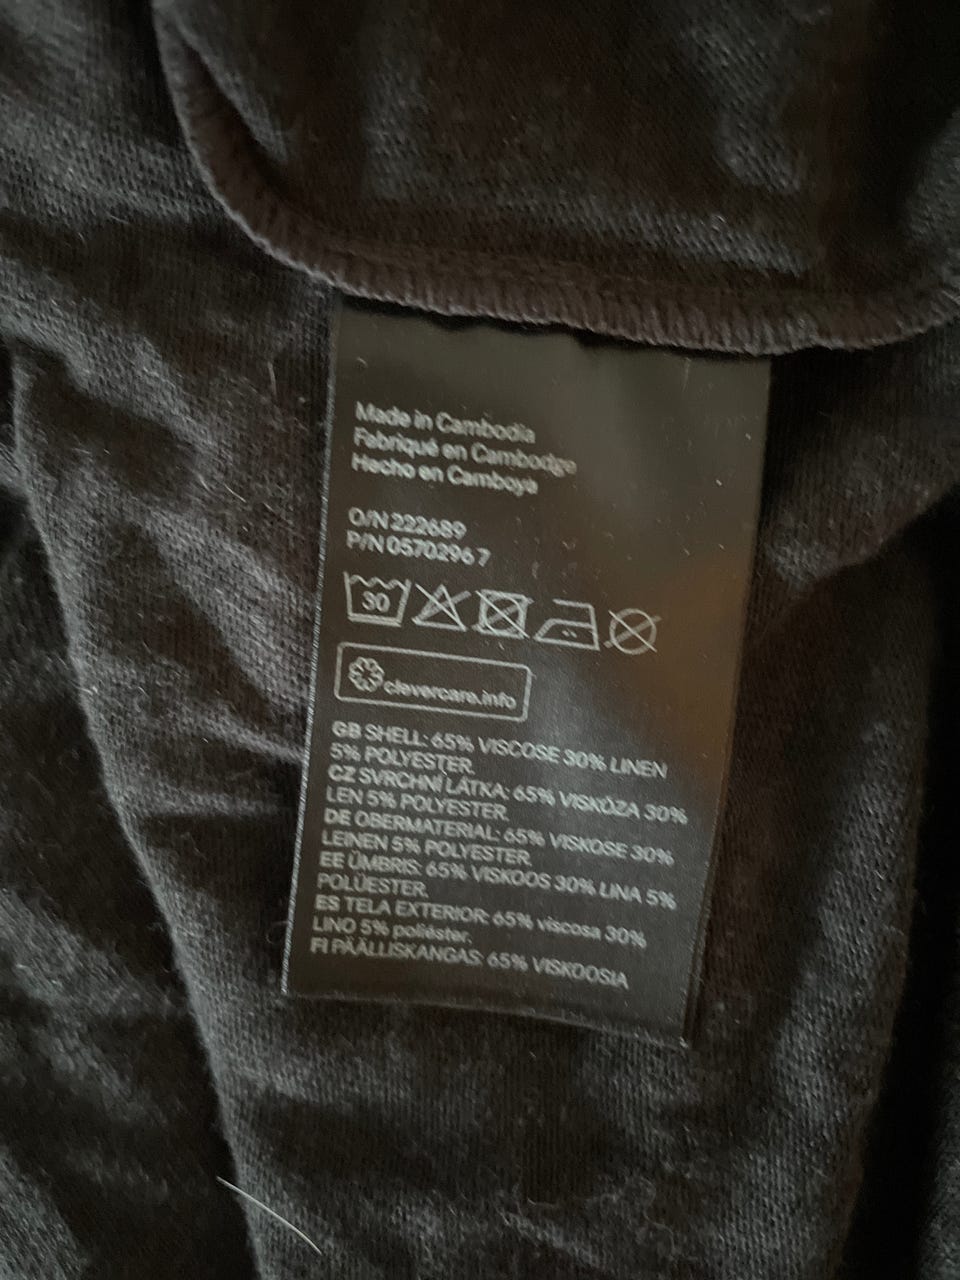 Made in Cambodia
Fabriqué en Cambodge
Hecho en Camboya
O/N 222689
P/N 05702967
30
clevercare.info
GB SHELL: 65% VISCOSE 30% LINEN
5% POLYESTER.
CZ SVRCHNÍ LÁTKA: 65% VISKÓZA 30%
LEN 5% POLYESTER.
DE OBERMATERIAL: 65% VISKOSE 30%
LEINEN 5% POLYESTER.
EE ÜMBRIS: 65% VISKOOS 30% LINA 5%
POLÜESTER.
ES TELA EXTERIOR: 65% viscosa 30%
LINO 5% poliéster.
FI PÄÄLLISKANGAS: 65% VISKOOSIA